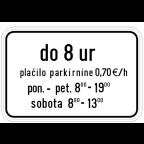 do 8 ur
plačilo parkirnine 0,70€/h
pon. - pet. 8⁰⁰- 19⁰⁰
sobota 8⁰⁰- 13⁰⁰